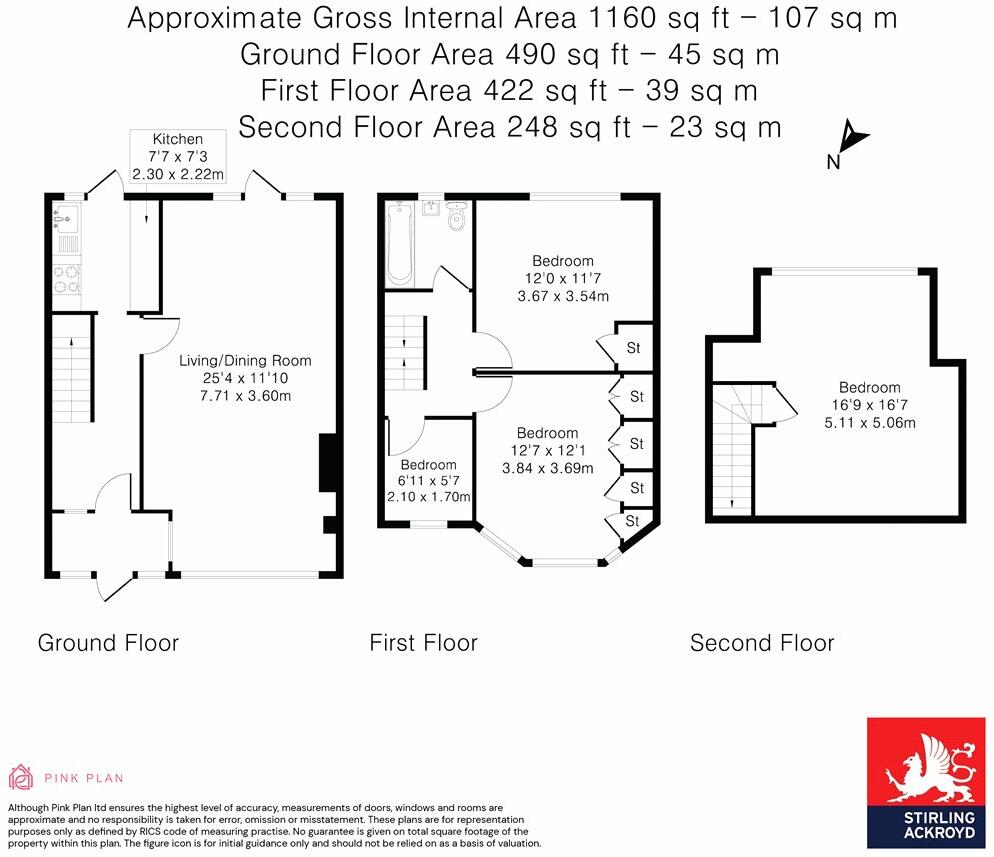 Approximate Gross Internal Area 1160 sq ft – 107 sq m
Ground Floor Area 490 sq ft – 45 sq m
First Floor Area 422 sq ft – 39 sq m
Second Floor Area 248 sq ft – 23 sq m
Kitchen
7'7 x 7'3
2.30 x 2.22m
N
Living/Dining Room
25'4 x 11'10
7.71 x 3.60m
Bedroom
12'0 x 11'7
3.67 x 3.54m
St
St
St
St
St
Bedroom
12'7 x 12'1
3.84 x 3.69m
Bedroom
6'11 x 5'7
2.10 x 1.70m
Bedroom
16'9 x 16'7
5.11 x 5.06m
Ground Floor
First Floor
Second Floor
PINK PLAN
Although Pink Plan ltd ensures the highest level of accuracy, measurements of doors, windows and rooms are
approximate and no responsibility is taken for error, omission or misstatement. These plans are for representation
purposes only as defined by RICS code of measuring practise. No guarantee is given on total square footage of the
property within this plan. The figure icon is for initial guidance only and should not be relied on as a basis of valuation.
STIRLING
ACKROYD